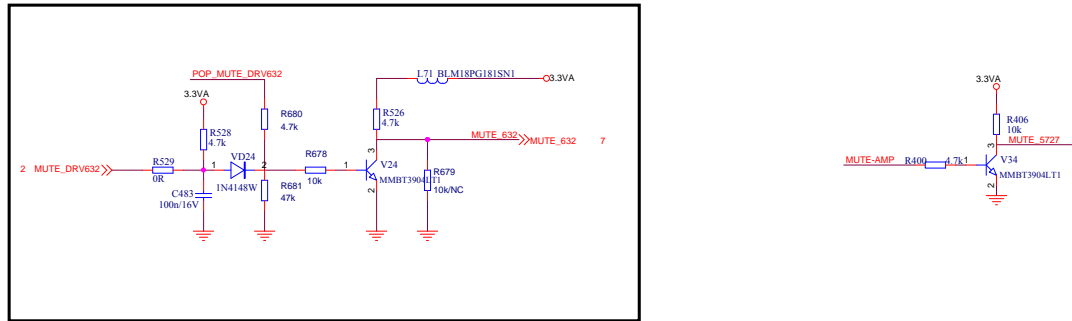 L71 BLM18PG181SN1
3.3VA
POP_MUTE_DRV632
3.3VA
3.3VA
R680
4.7k
R526
4.7k
R406
10k
R528
4.7k
MUTE_632
MUTE_632
7
MUTE_5727
3
3
2 MUTE_DRV632
R529
0R
1
VD24
2
R678
10k
1
V24
MUTE-AMP
R400
4.7k
1
V34
1N4148W
R681
47k
MMBT3904LT1
R679
10k/NC
MMBT3904LT1
C483
100n/16V
2
2